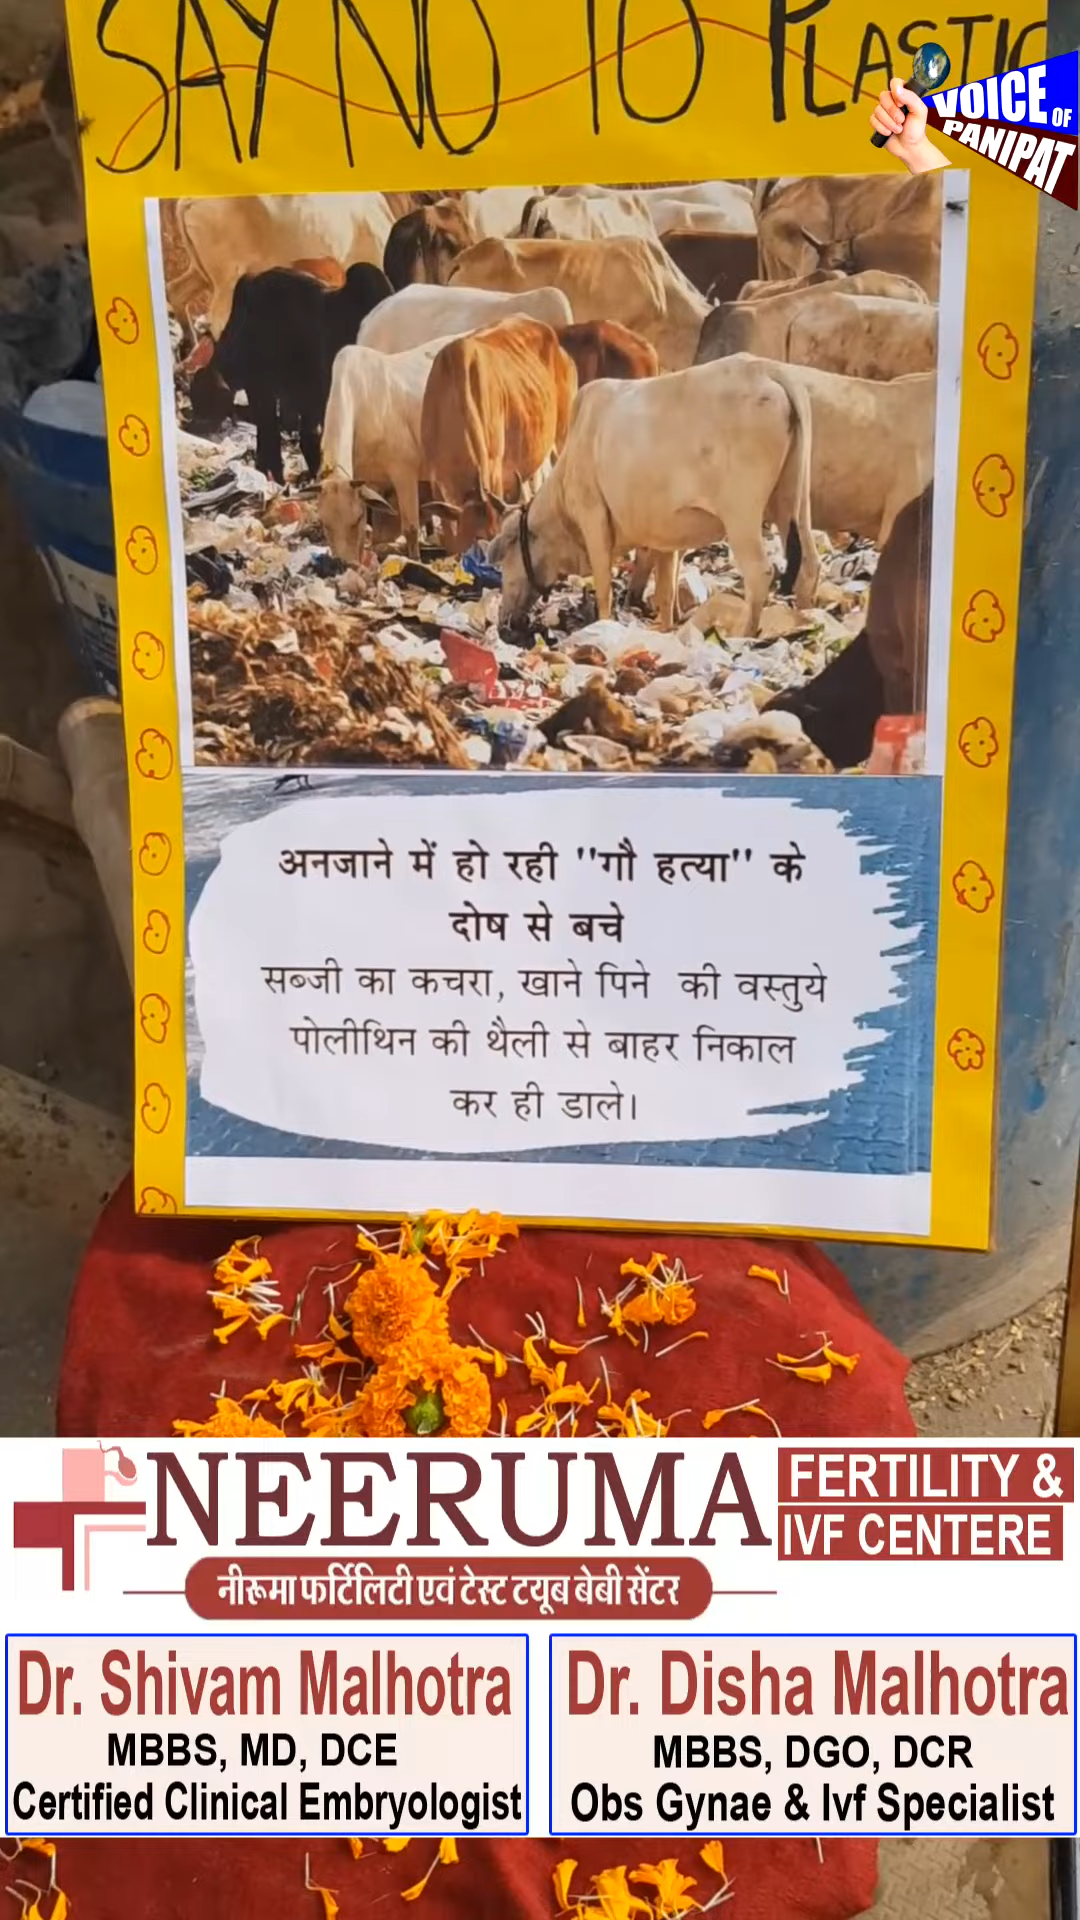 SAY NO TO PLASTIC
VOICE OF
PANIPAT
अनजाने में हो रही "गौ हत्या" के
दोष से बचे
सब्जी का कचरा, खाने पिने की वस्तुये
पोलीथिन की थैली से बाहर निकाल
कर ही डाले।
NEERUMA
FERTILITY &
IVF CENTERE
नीरूमा फर्टिलिटी एवं टेस्ट टयूब बेबी सेंटर
Dr. Shivam Malhotra
MBBS, MD, DCE
Certified Clinical Embryologist
Dr. Disha Malhotra
MBBS, DGO, DCR
Obs Gynae & Ivf Specialist